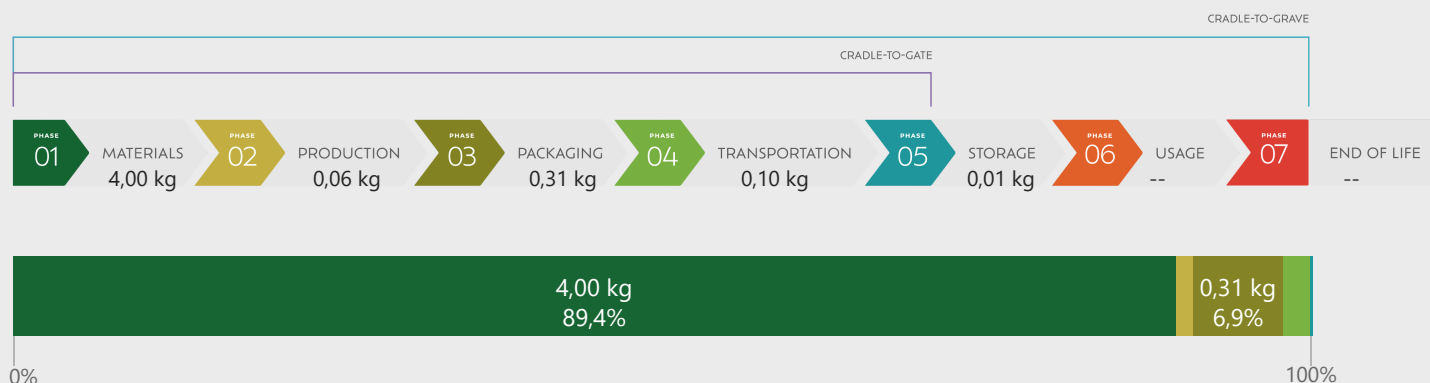 CRADLE-TO-GRAVE
CRADLE-TO-GATE
PHASE
01
MATERIALS
4,00 kg
PHASE
02
PRODUCTION
0,06 kg
PHASE
03
PACKAGING
0,31 kg
PHASE
04
TRANSPORTATION
0,10 kg
PHASE
05
STORAGE
0,01 kg
PHASE
06
USAGE
--
PHASE
07
END OF LIFE
--
4,00 kg
89,4%
0,31 kg
6,9%
0%
100%